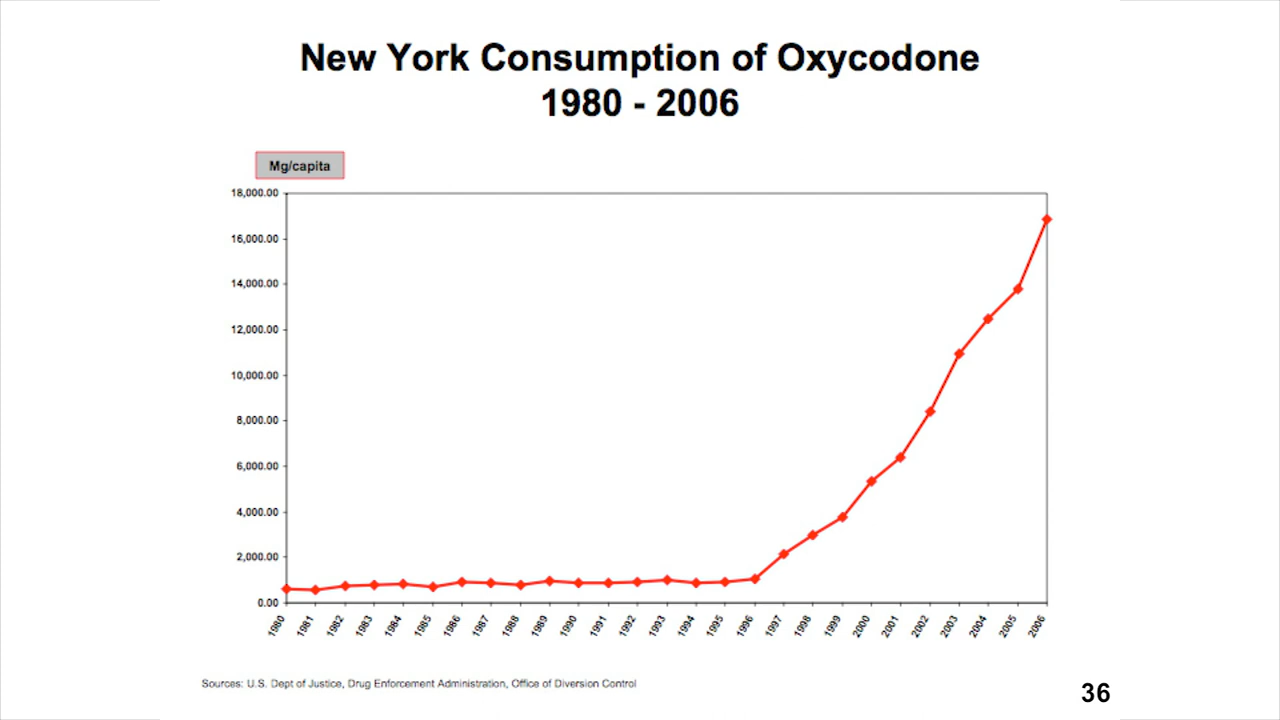 New York Consumption of Oxycodone
1980 - 2006
Mg/capita
18,000.00
16,000.00
14,000.00
12,000.00
10,000.00
8,000.00
6,000.00
4,000.00
2,000.00
0.00
1980 1981 1982 1983 1984 1985 1986 1987 1988 1989 1990 1991 1992 1993 1994 1995 1996 1997 1998 1999 2000 2001 2002 2003 2004 2005 2006
Sources: U.S. Dept of Justice, Drug Enforcement Administration, Office of Diversion Control
36